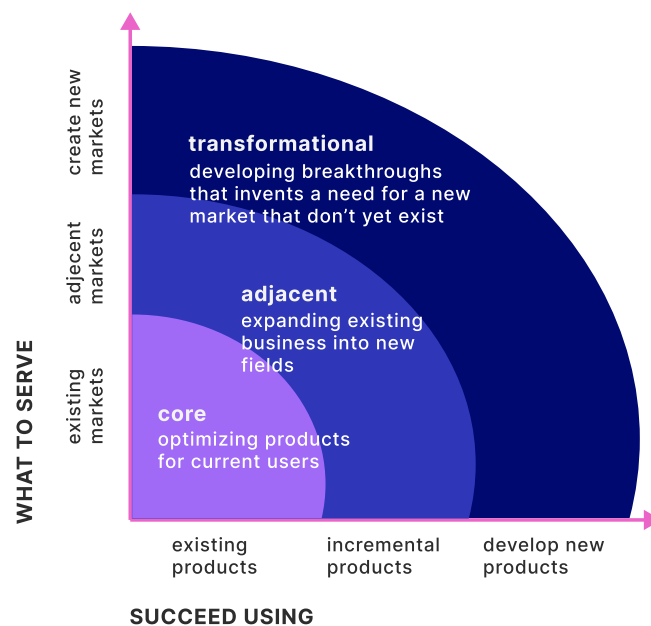 create new
markets
adjecent
markets
existing
markets
WHAT TO SERVE
transformational
developing breakthroughs
that invents a need for a new
market that don’t yet exist
adjacent
expanding existing
business into new
fields
core
optimizing products
for current users
existing
products
incremental
products
develop new
products
SUCCEED USING